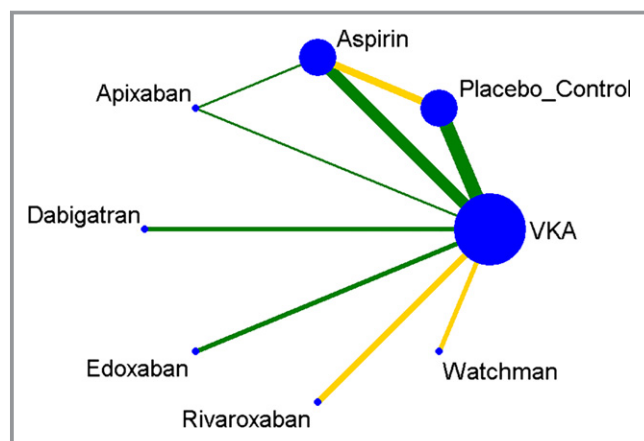 Aspirin
Placebo_Control
Apixaban
Dabigatran
VKA
Edoxaban
Watchman
Rivaroxaban